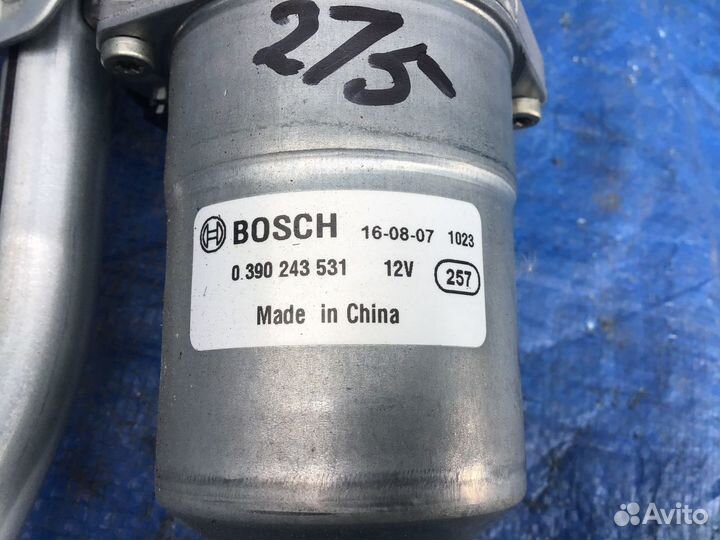 275
BOSCH 16-08-07 1023
0 390 243 531 12V 257
Made in China
Avito